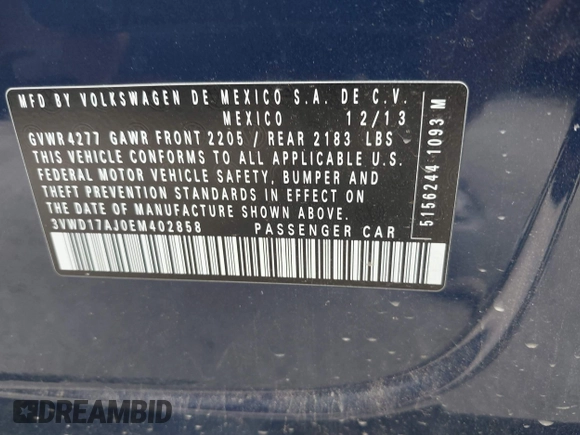 MFD BY VOLKSWAGEN DE MEXICO S.A. DE C.V.
MEXICO 12/13
GVWR4277 GAWR FRONT 2205 / REAR 2183 LBS
THIS VEHICLE CONFORMS TO ALL APPLICABLE U.S.
FEDERAL MOTOR VEHICLE SAFETY, BUMPER AND
THEFT PREVENTION STANDARDS IN EFFECT ON
THE DATE OF MANUFACTURE SHOWN ABOVE.
3VWD17AJ0EM402858 PASSENGER CAR
5156244 1093 M
DREAMBID